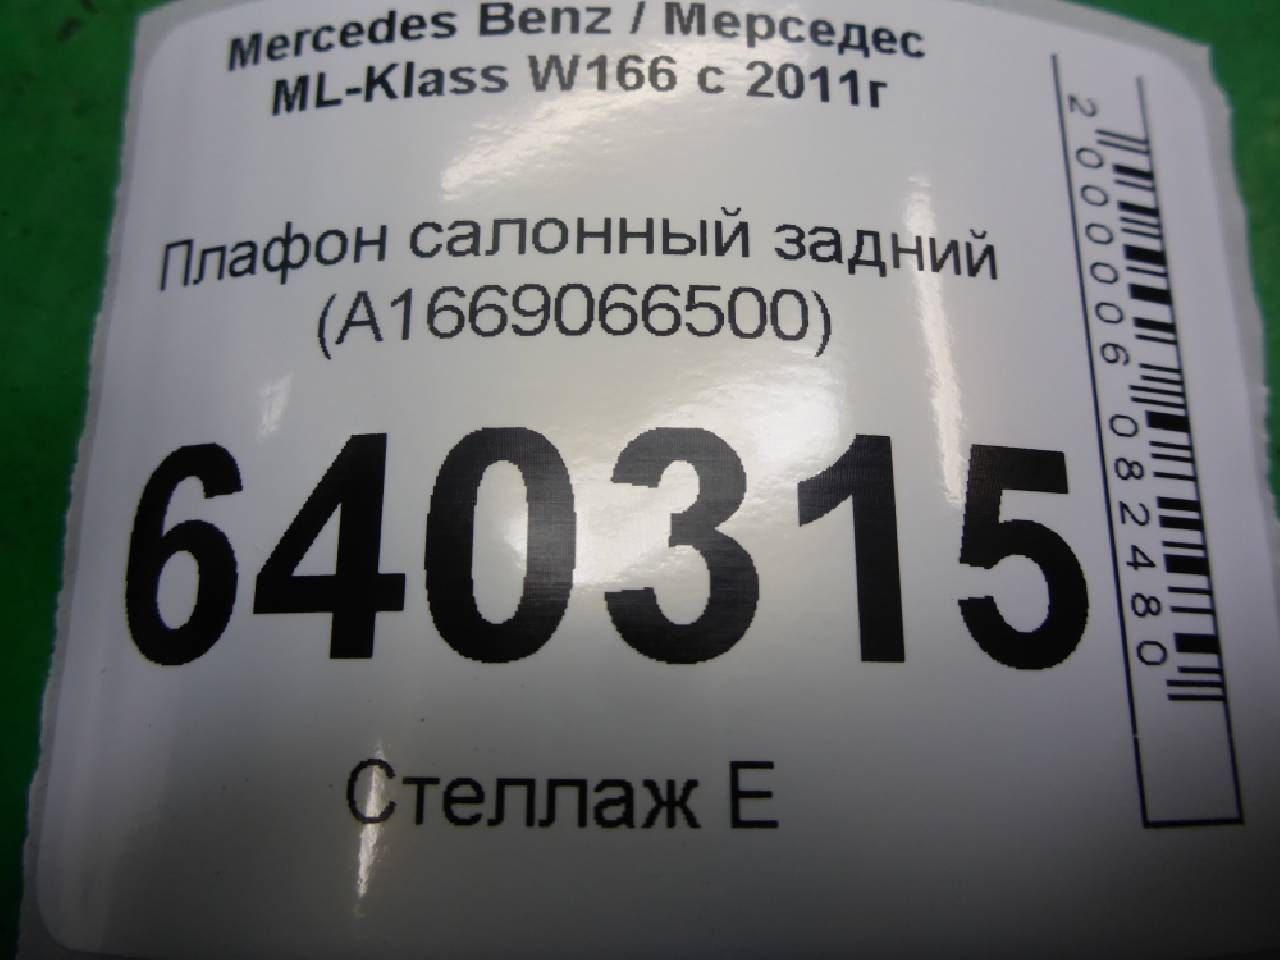 Mercedes Benz / Мерседес
ML-Klass W166 с 2011г
Плафон салонный задний
(A1669066500)
640315
Стеллаж Е
2000006082480